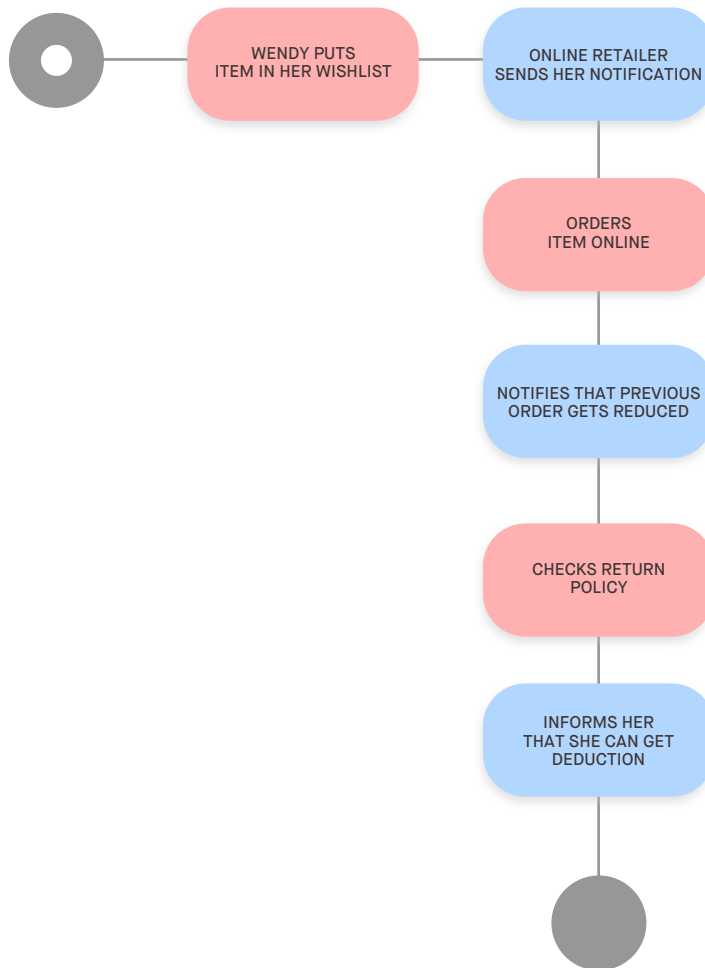 WENDY PUTS
ITEM IN HER WISHLIST
ONLINE RETAILER
SENDS HER NOTIFICATION
ORDERS
ITEM ONLINE
NOTIFIES THAT PREVIOUS
ORDER GETS REDUCED
CHECKS RETURN
POLICY
INFORMS HER
THAT SHE CAN GET
DEDUCTION